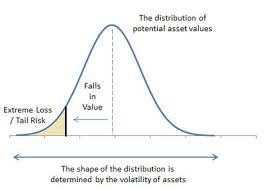 The distribution of
potential asset values
Falls
in
Value
Extreme Loss
/ Tail Risk
The shape of the distribution is
determined by the volatility of assets